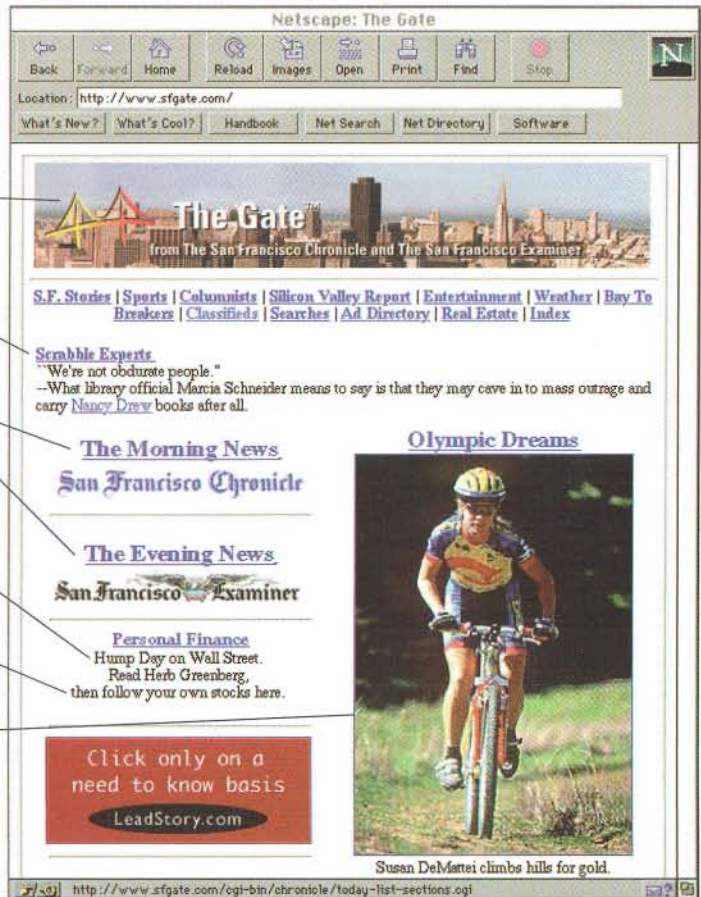 Netscape: The Gate
Back Forward Home Reload Images Open Print Find Stop
N
Location: http://www.sfgate.com/
What's New? What's Cool? Handbook Net Search Net Directory Software
The Gate™
from The San Francisco Chronicle and The San Francisco Examiner
S.F. Stories | Sports | Columnists | Silicon Valley Report | Entertainment | Weather | Bay To
Breakers | Classifieds | Searches | Ad Directory | Real Estate | Index
Scrabble Experts
``We're not obdurate people."
--What library official Marcia Schneider means to say is that they may cave in to mass outrage and
carry Nancy Drew books after all.
The Morning News
San Francisco Chronicle
The Evening News
San Francisco Examiner
Personal Finance
Hump Day on Wall Street.
Read Herb Greenberg,
then follow your own stocks here.
Click only on a
need to know basis
LeadStory.com
Olympic Dreams
Susan DeMattei climbs hills for gold.
http://www.sfgate.com/cgi-bin/chronicle/today-list-sections.cgi
?